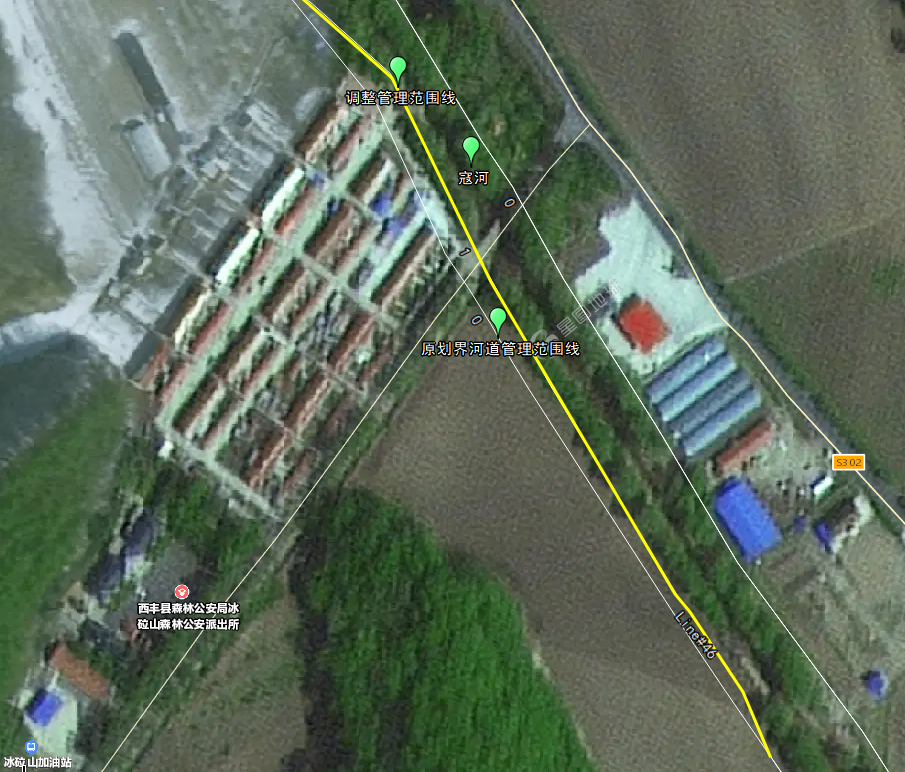 调整管理范围线
寇河
0
1
0
原划界河道管理范围线
S302
西丰县森林公安局冰
砬山森林公安派出所
Line#46
冰砬山加油站